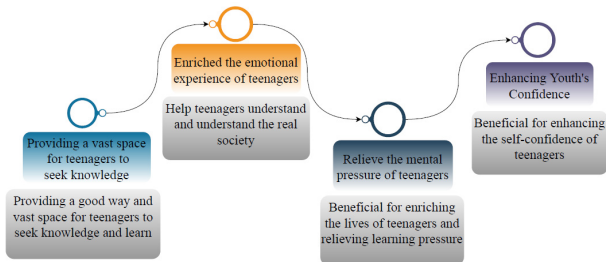 Providing a vast space
for teenagers to
seek knowledge
Providing a good way and
vast space for teenagers to
seek knowledge and learn
Enriched the emotional
experience of teenagers
Help teenagers understand
and understand the real
society
Relieve the mental
pressure of teenagers
Beneficial for enriching
the lives of teenagers and
relieving learning pressure
Enhancing Youth's
Confidence
Beneficial for enhancing
the self-confidence of
teenagers